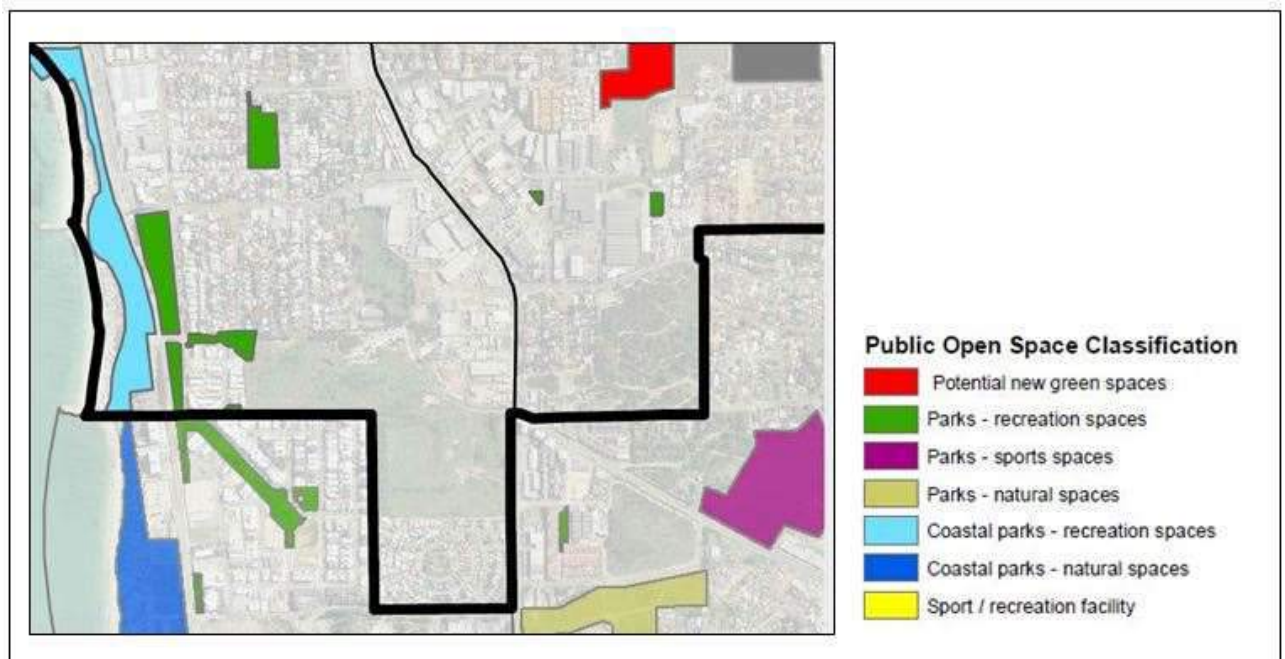 Public Open Space Classification
Potential new green spaces
Parks - recreation spaces
Parks - sports spaces
Parks - natural spaces
Coastal parks - recreation spaces
Coastal parks - natural spaces
Sport / recreation facility